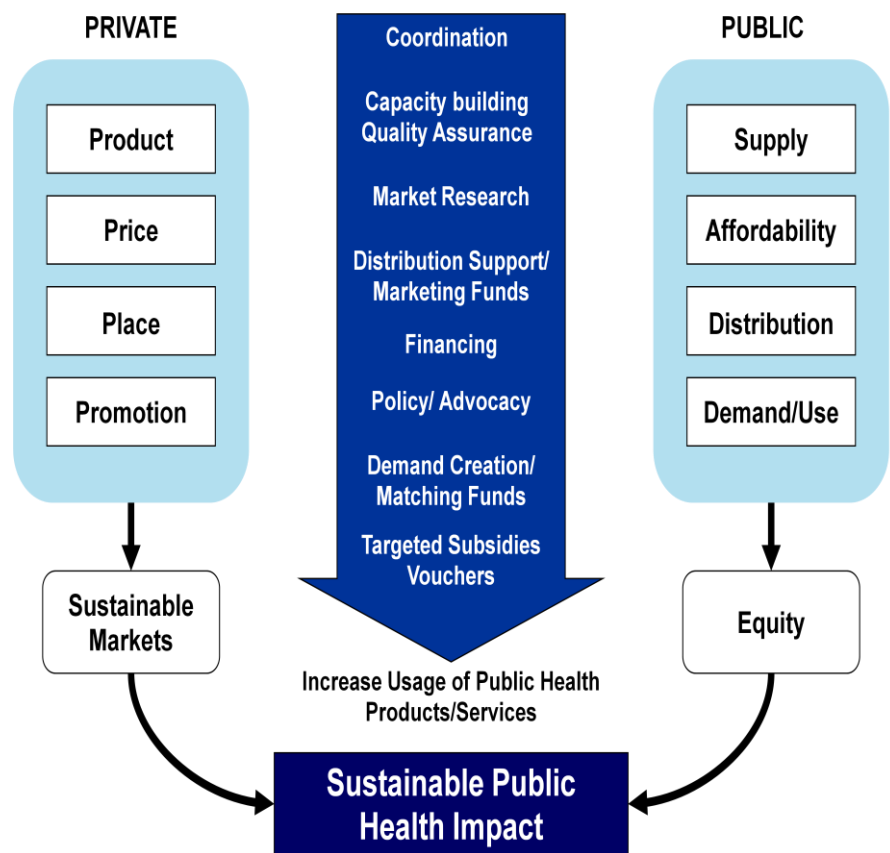 PRIVATE
Product
Price
Place
Promotion
Sustainable
Markets
Coordination
Capacity building
Quality Assurance
Market Research
Distribution Support/
Marketing Funds
Financing
Policy/ Advocacy
Demand Creation/
Matching Funds
Targeted Subsidies
Vouchers
Increase Usage of Public Health
Products/Services
PUBLIC
Supply
Affordability
Distribution
Demand/Use
Equity
Sustainable Public
Health Impact